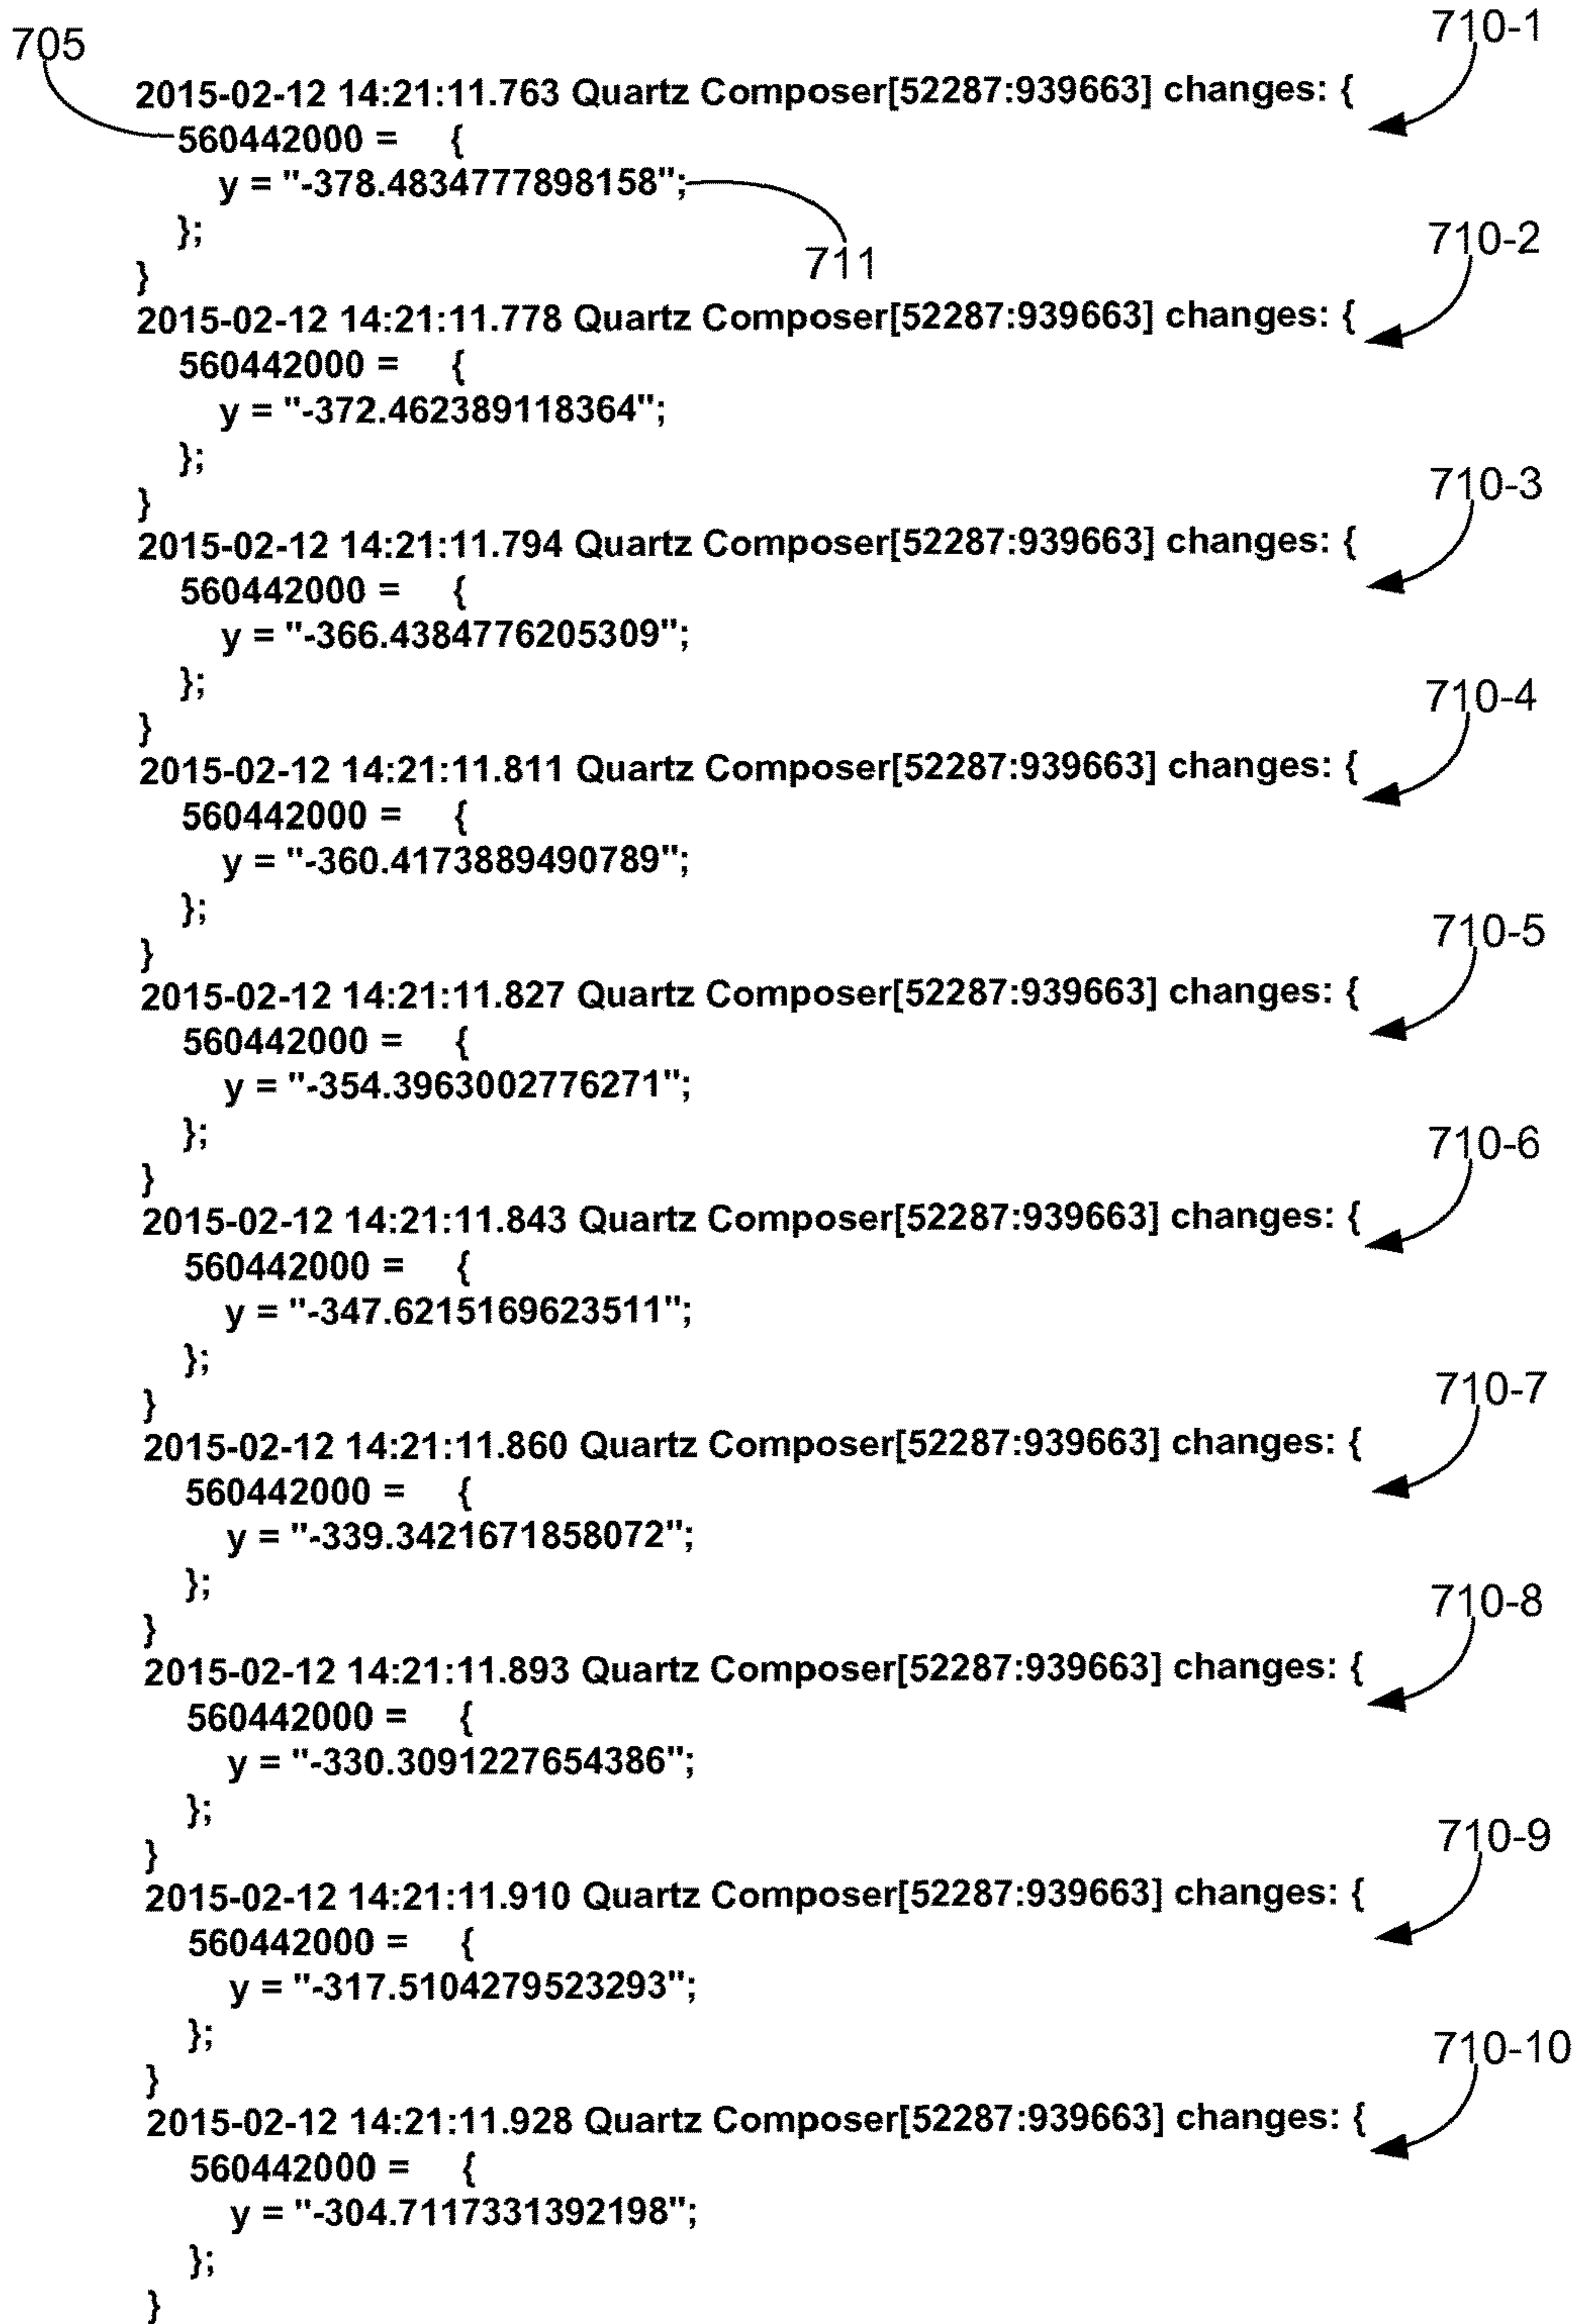 705
710-1
2015-02-12 14:21:11.763 Quartz Composer[52287:939663] changes: {
560442000 = {
y = "-378.4834777898158";
};
711
}
710-2
2015-02-12 14:21:11.778 Quartz Composer[52287:939663] changes: {
560442000 = {
y = "-372.462389118364";
};
}
710-3
2015-02-12 14:21:11.794 Quartz Composer[52287:939663] changes: {
560442000 = {
y = "-366.4384776205309";
};
}
710-4
2015-02-12 14:21:11.811 Quartz Composer[52287:939663] changes: {
560442000 = {
y = "-360.4173889490789";
};
}
710-5
2015-02-12 14:21:11.827 Quartz Composer[52287:939663] changes: {
560442000 = {
y = "-354.3963002776271";
};
}
710-6
2015-02-12 14:21:11.843 Quartz Composer[52287:939663] changes: {
560442000 = {
y = "-347.6215169623511";
};
}
710-7
2015-02-12 14:21:11.860 Quartz Composer[52287:939663] changes: {
560442000 = {
y = "-339.3421671858072";
};
}
710-8
2015-02-12 14:21:11.893 Quartz Composer[52287:939663] changes: {
560442000 = {
y = "-330.3091227654386";
};
}
710-9
2015-02-12 14:21:11.910 Quartz Composer[52287:939663] changes: {
560442000 = {
y = "-317.5104279523293";
};
}
710-10
2015-02-12 14:21:11.928 Quartz Composer[52287:939663] changes: {
560442000 = {
y = "-304.7117331392198";
};
}